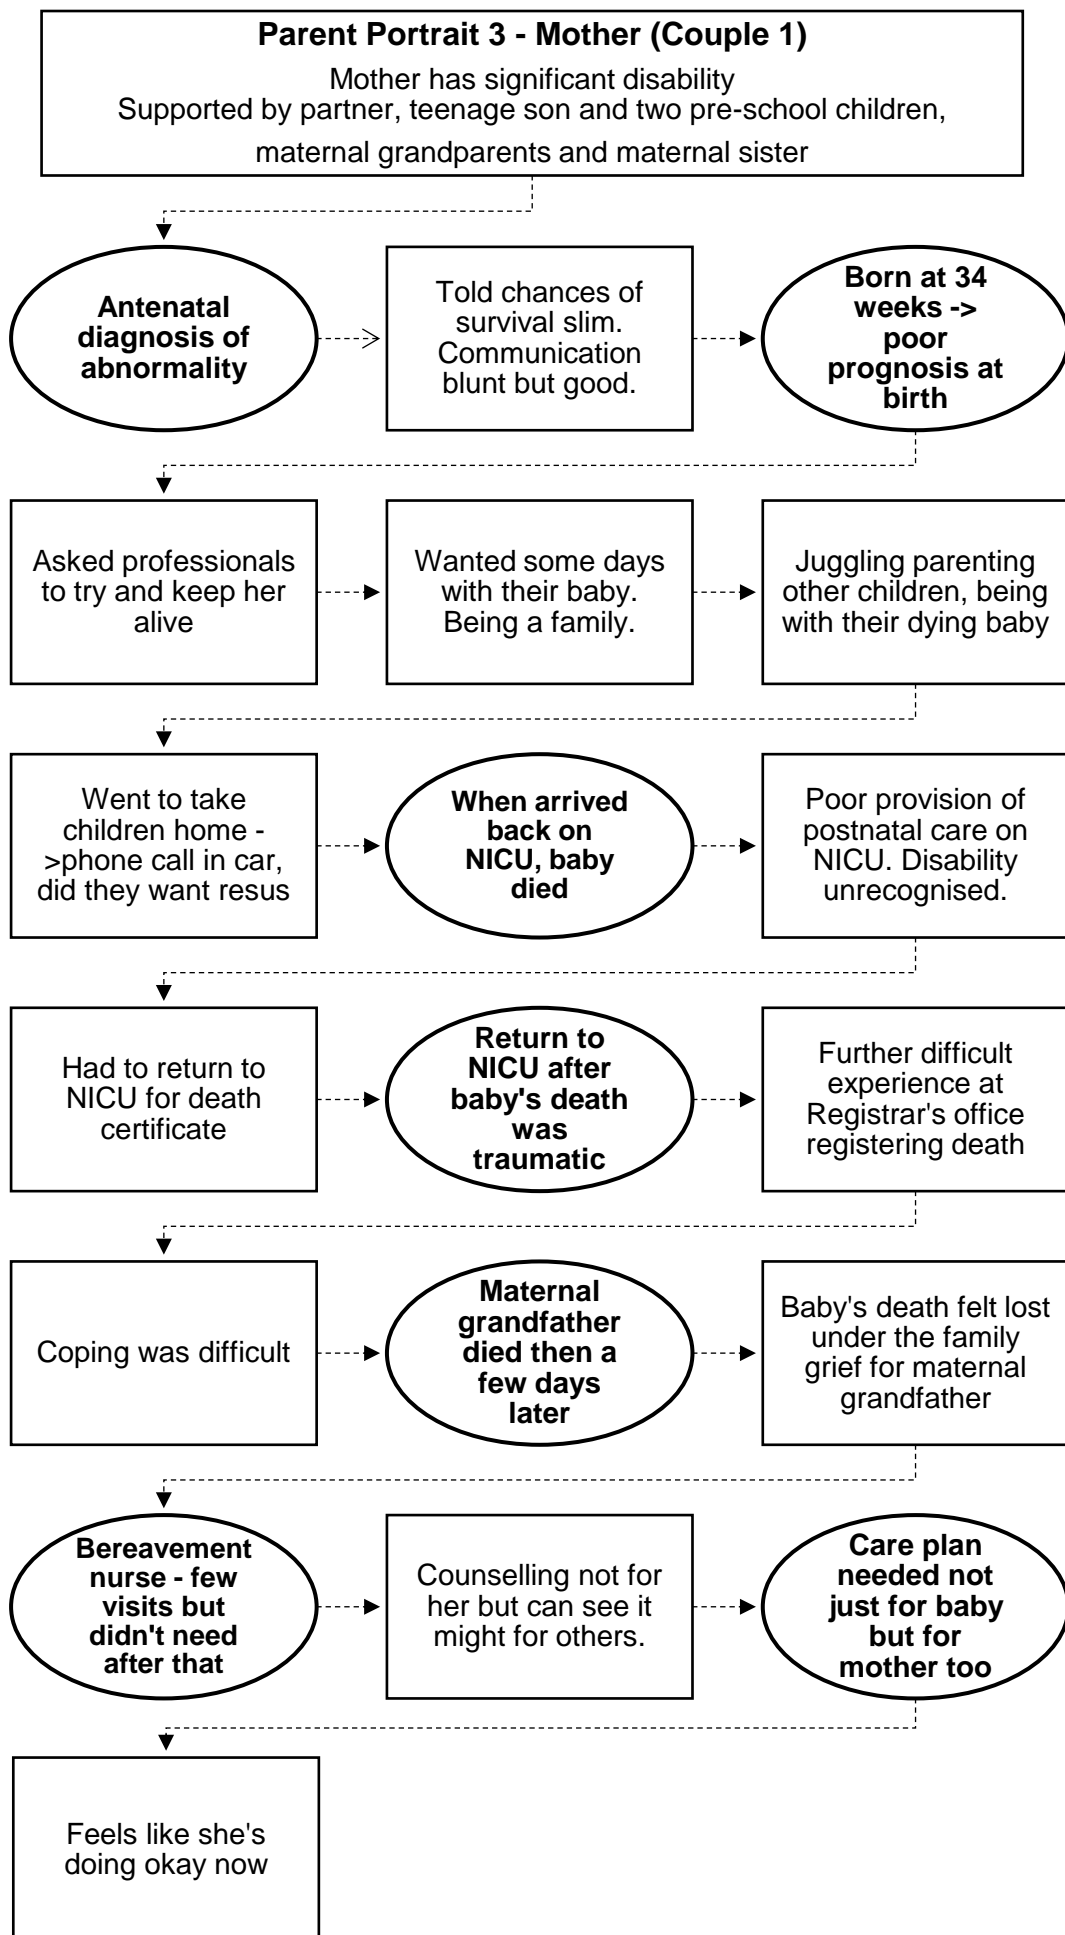 Parent Portrait 3 - Mother (Couple 1)
Mother has significant disability
Supported by partner, teenage son and two pre-school children,
maternal grandparents and maternal sister
Antenatal
diagnosis of
abnormality
Told chances of
survival slim.
Communication
blunt but good.
Born at 34
weeks ->
poor
prognosis at
birth
Asked professionals
to try and keep her
alive
Wanted some days
with their baby.
Being a family.
Juggling parenting
other children, being
with their dying baby
Went to take
children home -
>phone call in car,
did they want resus
When arrived
back on
NICU, baby
died
Poor provision of
postnatal care on
NICU. Disability
unrecognised.
Had to return to
NICU for death
certificate
Return to
NICU after
baby's death
was
traumatic
Further difficult
experience at
Registrar's office
registering death
Coping was difficult
Maternal
grandfather
died then a
few days
later
Baby's death felt lost
under the family
grief for maternal
grandfather
Bereavement
nurse - few
visits but
didn't need
after that
Counselling not for
her but can see it
might for others.
Care plan
needed not
just for baby
but for
mother too
Feels like she's
doing okay now